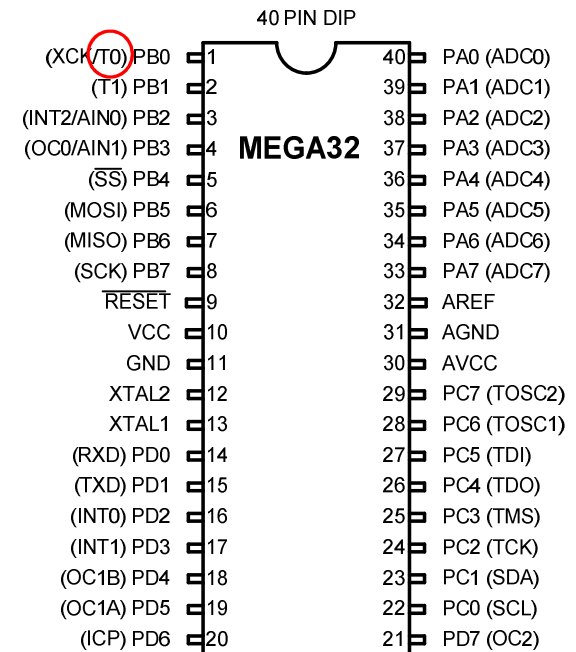 40 PIN DIP
MEGA32
(XCK/T0) PB0 1 40 PA0 (ADC0)
(T1) PB1 2 39 PA1 (ADC1)
(INT2/AIN0) PB2 3 38 PA2 (ADC2)
(OC0/AIN1) PB3 4 37 PA3 (ADC3)
(SS) PB4 5 36 PA4 (ADC4)
(MOSI) PB5 6 35 PA5 (ADC5)
(MISO) PB6 7 34 PA6 (ADC6)
(SCK) PB7 8 33 PA7 (ADC7)
RESET 9 32 AREF
VCC 10 31 AGND
GND 11 30 AVCC
XTAL2 12 29 PC7 (TOSC2)
XTAL1 13 28 PC6 (TOSC1)
(RXD) PD0 14 27 PC5 (TDI)
(TXD) PD1 15 26 PC4 (TDO)
(INT0) PD2 16 25 PC3 (TMS)
(INT1) PD3 17 24 PC2 (TCK)
(OC1B) PD4 18 23 PC1 (SDA)
(OC1A) PD5 19 22 PC0 (SCL)
(ICP) PD6 20 21 PD7 (OC2)